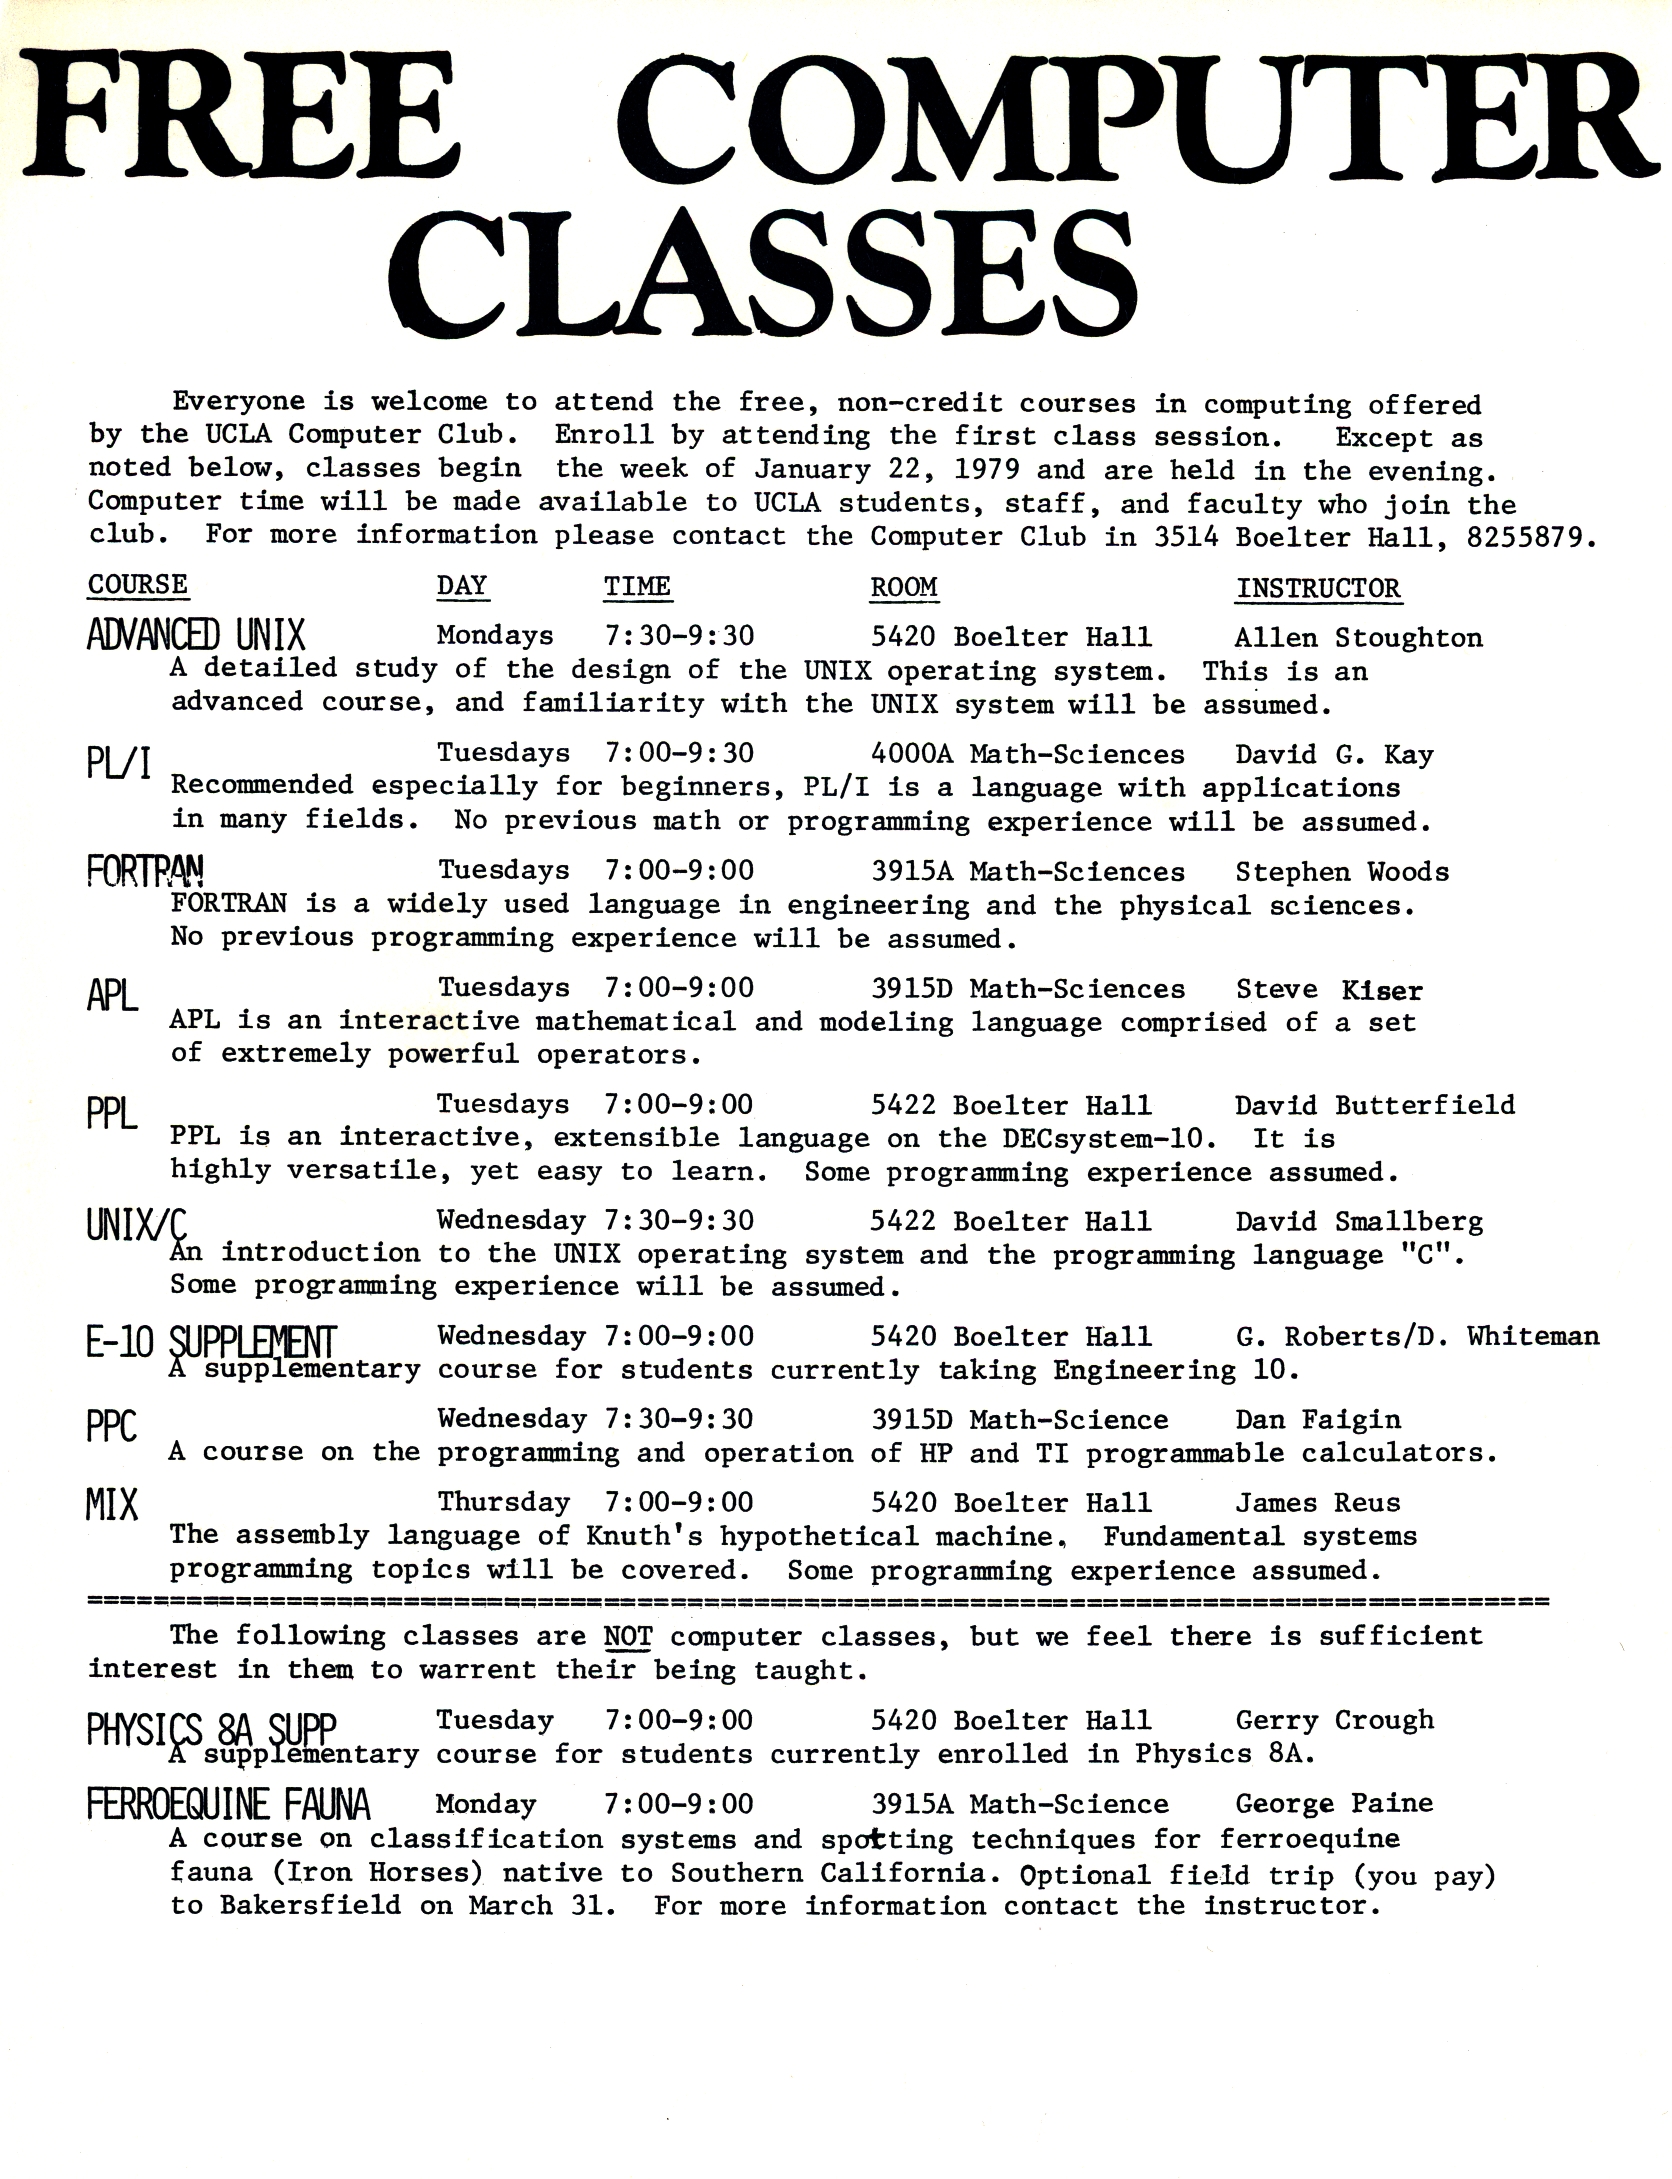 FREE COMPUTER
CLASSES
Everyone is welcome to attend the free, non-credit courses in computing offered
by the UCLA Computer Club. Enroll by attending the first class session. Except as
noted below, classes begin the week of January 22, 1979 and are held in the evening.
Computer time will be made available to UCLA students, staff, and faculty who join the
club. For more information please contact the Computer Club in 3514 Boelter Hall, 8255879.
COURSE DAY TIME ROOM INSTRUCTOR
ADVANCED UNIX Mondays 7:30-9:30 5420 Boelter Hall Allen Stoughton
A detailed study of the design of the UNIX operating system. This is an
advanced course, and familiarity with the UNIX system will be assumed.
PL/I Tuesdays 7:00-9:30 4000A Math-Sciences David G. Kay
Recommended especially for beginners, PL/I is a language with applications
in many fields. No previous math or programming experience will be assumed.
FORTRAN Tuesdays 7:00-9:00 3915A Math-Sciences Stephen Woods
FORTRAN is a widely used language in engineering and the physical sciences.
No previous programming experience will be assumed.
APL Tuesdays 7:00-9:00 3915D Math-Sciences Steve Kiser
APL is an interactive mathematical and modeling language comprised of a set
of extremely powerful operators.
PPL Tuesdays 7:00-9:00 5422 Boelter Hall David Butterfield
PPL is an interactive, extensible language on the DECsystem-10. It is
highly versatile, yet easy to learn. Some programming experience assumed.
UNIX/C Wednesday 7:30-9:30 5422 Boelter Hall David Smallberg
An introduction to the UNIX operating system and the programming language "C".
Some programming experience will be assumed.
E-10 SUPPLEMENT Wednesday 7:00-9:00 5420 Boelter Hall G. Roberts/D. Whiteman
A supplementary course for students currently taking Engineering 10.
PPC Wednesday 7:30-9:30 3915D Math-Science Dan Faigin
A course on the programming and operation of HP and TI programmable calculators.
MIX Thursday 7:00-9:00 5420 Boelter Hall James Reus
The assembly language of Knuth's hypothetical machine. Fundamental systems
programming topics will be covered. Some programming experience assumed.
========================================================================================
The following classes are NOT computer classes, but we feel there is sufficient
interest in them to warrent their being taught.
PHYSICS 8A SUPP Tuesday 7:00-9:00 5420 Boelter Hall Gerry Crough
A supplementary course for students currently enrolled in Physics 8A.
FERROEQUINE FAUNA Monday 7:00-9:00 3915A Math-Science George Paine
A course on classification systems and spotting techniques for ferroequine
fauna (Iron Horses) native to Southern California. Optional field trip (you pay)
to Bakersfield on March 31. For more information contact the instructor.